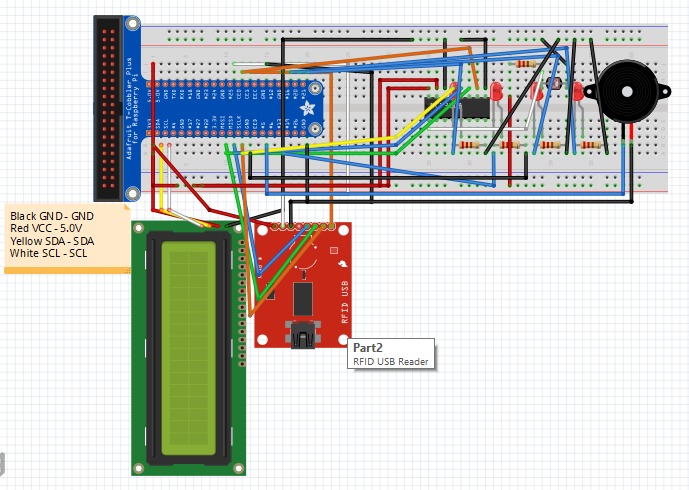 Adafruit T-Cobbler Plus
for Raspberry Pi
Black GND - GND
Red VCC - 5.0V
Yellow SDA - SDA
White SCL - SCL
RFID USB
Part2
RFID USB Reader